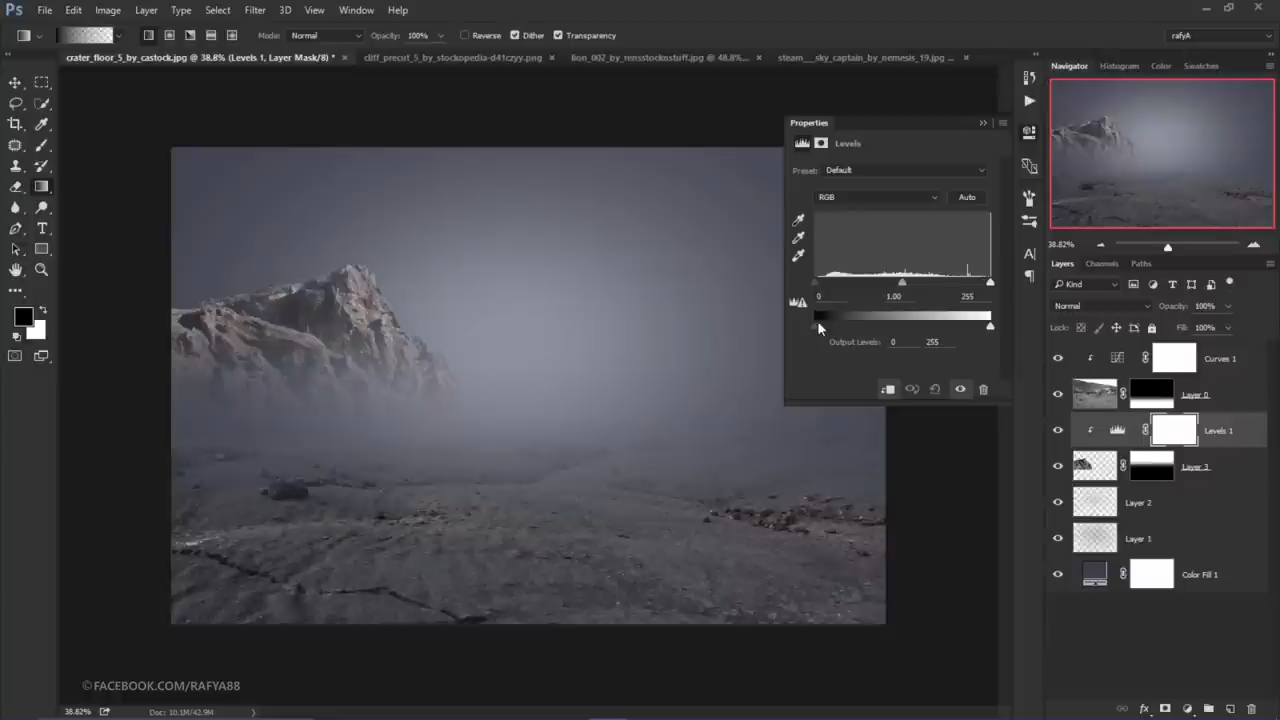 Ps File Edit Image Layer Type Select Filter 3D View Window Help
Mode: Normal Opacity: 100% Reverse Dither Transparency rafyA
crater_floor_5_by_castock.jpg @ 38.8% (Levels 1, Layer Mask/8) * × cliff_precut_5_by_stockopedia-d41czyy.png × lion_002_by_nnsstocknstuff.jpg @ 48.8%... × steam___sky_captain_by_nemesis_19.jpg ... ×
Navigator Histogram Color Swatches
Properties
Levels
Preset: Default
RGB Auto
0 1.00 255
Output Levels: 0 255
38.82%
Layers Channels Paths
Kind
Normal Opacity: 100%
Lock: Fill: 100%
Curves 1
Layer 0
Levels 1
Layer 3
Layer 2
Layer 1
Color Fill 1
©FACEBOOK.COM/RAFYA88
38.82% Doc: 10.1M/42.9M